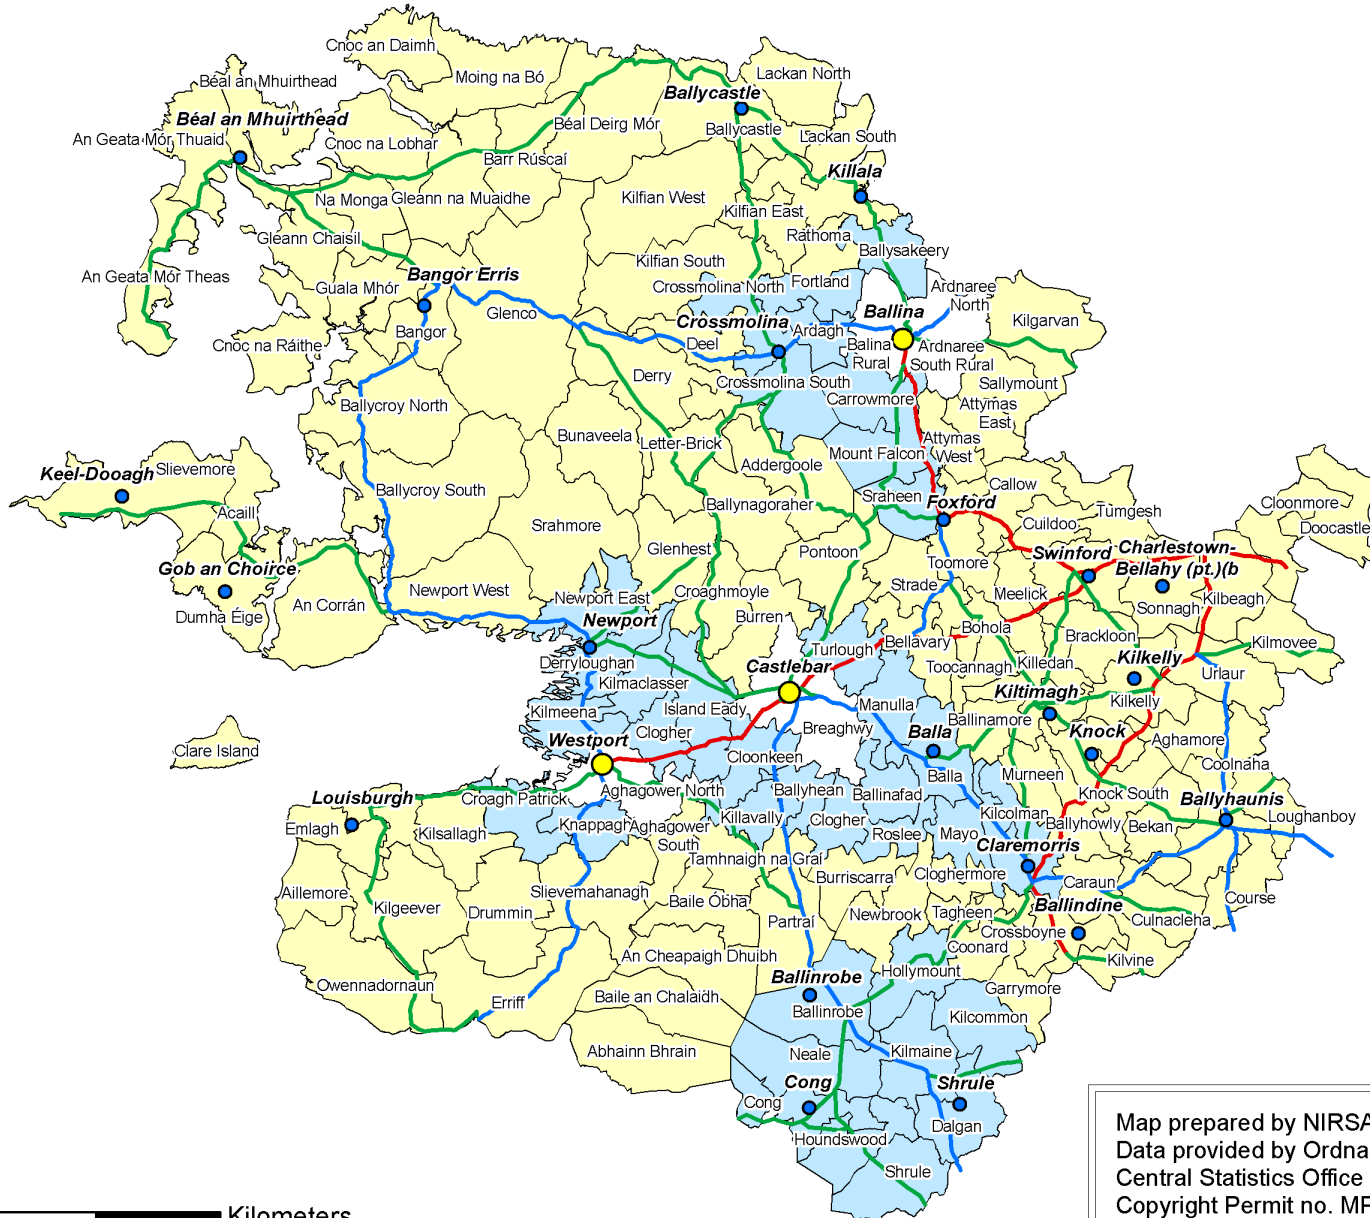 Cnoc an Daimh
Moing na Bó
Lackan North
Béal an Mhuirthead
Ballycastle
Béal an Mhuirthead
Béal Deirg Mór
Ballycastle
Lackan South
An Geata Mór Thuaid
Cnoc na Lobhar
Barr Rúscaí
Killala
Na Monga
Gleann na Muaidhe
Kilfian West
Kilfian East
Rathoma
Gleann Chaisil
Ballysakeery
An Geata Mór Theas
Kilfian South
Bangor Erris
Guala Mhór
Crossmolina North
Fortland
Ardnaree
North
Glenco
Ballina
Kilgarvan
Crossmolina
Ardagh
Bangor
Cnoc na Ráithe
Deel
Balina
Rural
Ardnaree
South Rural
Derry
Crossmolina South
Sallymount
Ballycroy North
Carrowmore
Attymas
East
Bunaveela
Letter-Brick
Attymas
West
Mount Falcon
Keel-Dooagh
Slievemore
Addergoole
Callow
Ballycroy South
Sraheen
Foxford
Cloonmore
Acaill
Ballynagoraher
Tumgesh
Srahmore
Cuildoo
Doocastle
Glenhest
Pontoon
Swinford
Charlestown-
Bellahy (pt.)(b
Gob an Choirce
Toomore
Newport West
Croaghmoyle
Strade
Meelick
Sonnagh
Kilbeagh
An Corrán
Newport East
Dumha Éige
Newport
Burren
Bohola
Brackloon
Bellavary
Turlough
Kilmovee
Derryloughan
Castlebar
Toocannagh
Killedan
Kilkelly
Urlaur
Kilmaclasser
Kiltimagh
Kilkelly
Kilmeena
Island Eady
Manulla
Ballinamore
Clogher
Breaghwy
Balla
Knock
Westport
Aghamore
Clare Island
Cloonkeen
Coolnaha
Balla
Murneen
Louisburgh
Croagh Patrick
Aghagower North
Ballyhean
Ballinafad
Knock South
Ballyhaunis
Emlagh
Kilsallagh
Knappagh
Aghagower
South
Killavally
Clogher
Roslee
Mayo
Kilcolman
Ballyhowly
Bekan
Loughanboy
Claremorris
Tamhnaigh na Graí
Burriscarra
Cloghermore
Caraun
Aillemore
Slievemahanagh
Baile Óbha
Ballindine
Course
Kilgeever
Drummin
Newbrook
Tagheen
Culnacleha
Partraí
Crossboyne
Coonard
An Cheapaigh Dhuibh
Kilvine
Hollymount
Ballinrobe
Owennadornaun
Garrymore
Baile an Chalaidh
Erriff
Ballinrobe
Kilcommon
Abhainn Bhrain
Neale
Kilmaine
Cong
Shrule
Cong
Dalgan
Houndswood
Shrule
Map prepared by NIRSA
Data provided by Ordna
Central Statistics Office
Copyright Permit no. MP
Kilometers